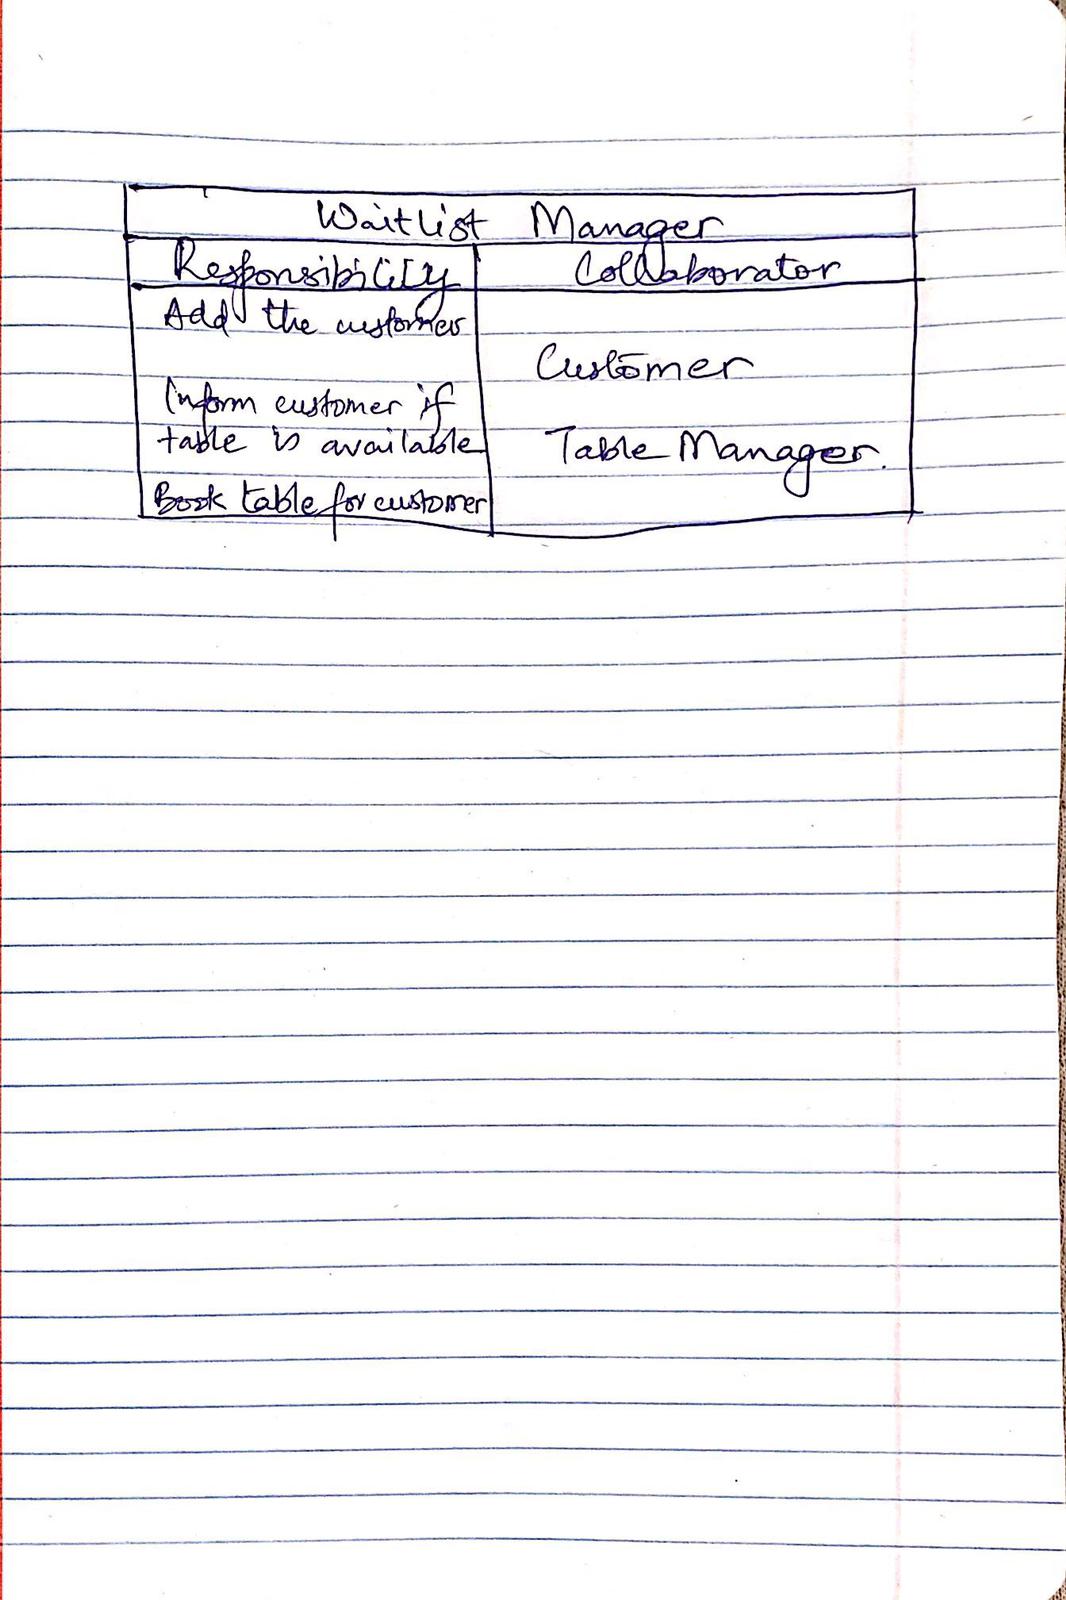 Waitlist Manager
Responsibility
Collaborator
Add the customer
Customer
Inform customer if
table is available
Table Manager.
Book table for customer